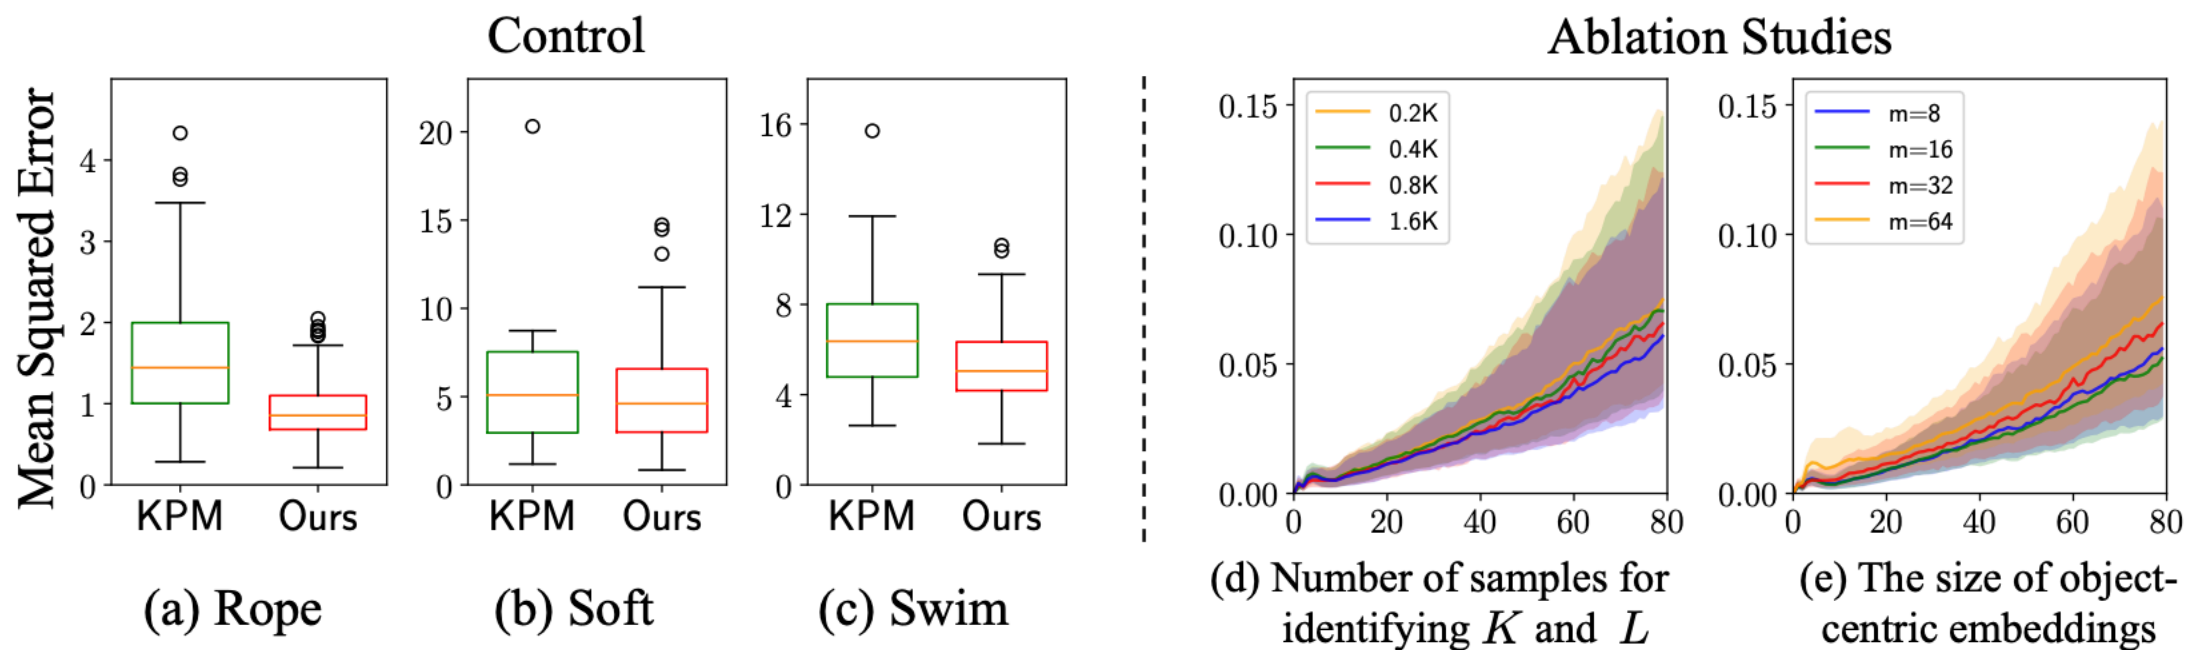 Control
Ablation Studies
Mean Squared Error
4
3
2
1
0
KPM Ours
(a) Rope
20
15
10
5
0
KPM Ours
(b) Soft
16
12
8
4
0
KPM Ours
(c) Swim
0.15
0.10
0.05
0.00
0.2K
0.4K
0.8K
1.6K
0 20 40 60 80
(d) Number of samples for
identifying K and L
0.15
0.10
0.05
0.00
m=8
m=16
m=32
m=64
0 20 40 60 80
(e) The size of object-
centric embeddings